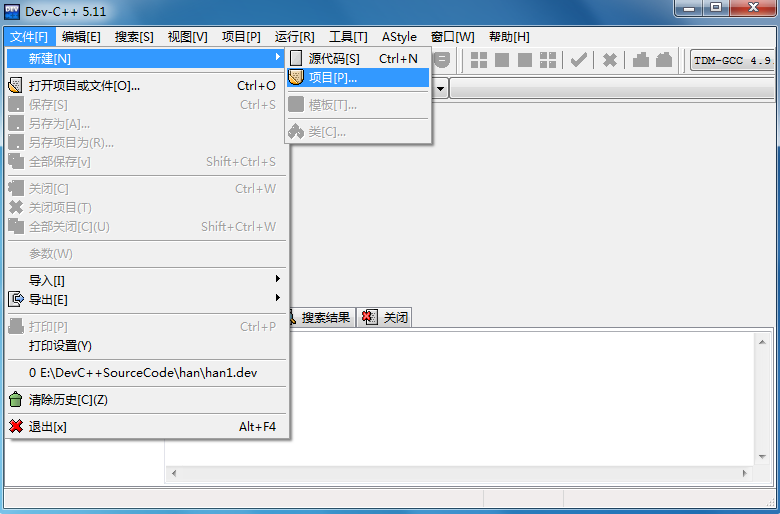 Dev-C++ 5.11
文件[F] 编辑[E] 搜索[S] 视图[V] 项目[P] 运行[R] 工具[T] AStyle 窗口[W] 帮助[H]
新建[N]
源代码[S] Ctrl+N
项目[P]...
模板[T]...
类[C]...
TDM-GCC 4.9
打开项目或文件[O]... Ctrl+O
保存[S] Ctrl+S
另存为[A]...
另存项目为(R)...
全部保存[v] Shift+Ctrl+S
关闭[C] Ctrl+W
关闭项目(T)
全部关闭[C](U) Shift+Ctrl+W
参数(W)
导入[I]
导出[E]
打印[P] Ctrl+P
打印设置(Y)
0 E:\DevC++SourceCode\han\han1.dev
清除历史[C](Z)
退出[x] Alt+F4
搜索结果 关闭